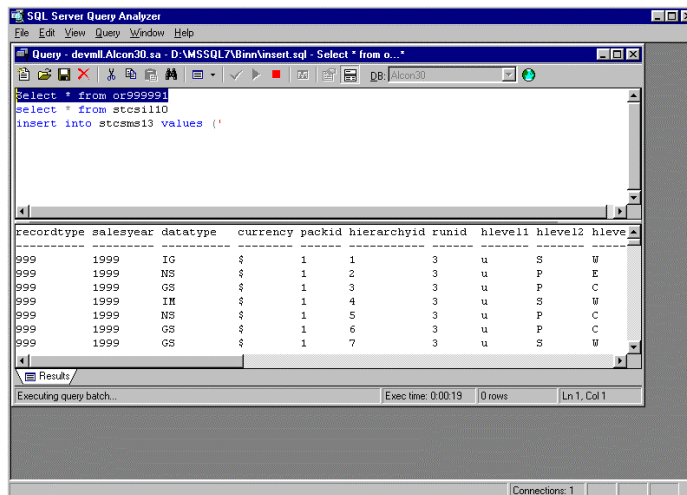 SQL Server Query Analyzer
File Edit View Query Window Help
Query - devmll.Alcon30.sa - D:\MSSQL7\Binn\insert.sql - Select * from o...*
DB: Alcon30
Select * from or999991
select * from stcsil10
insert into stcsms13 values ('
recordtype salesyear datatype currency packid hierarchyid runid hlevel1 hlevel2 hleve
---------- --------- -------- -------- ------ ----------- ----- ------- ------- -----
999 1999 IG $ 1 1 3 u S W
999 1999 NS $ 1 2 3 u P E
999 1999 GS $ 1 3 3 u P C
999 1999 IM $ 1 4 3 u S W
999 1999 NS $ 1 5 3 u P C
999 1999 GS $ 1 6 3 u P C
999 1999 GS $ 1 7 3 u S W
Results
Executing query batch... Exec time: 0:00:19 0 rows Ln 1, Col 1
Connections: 1